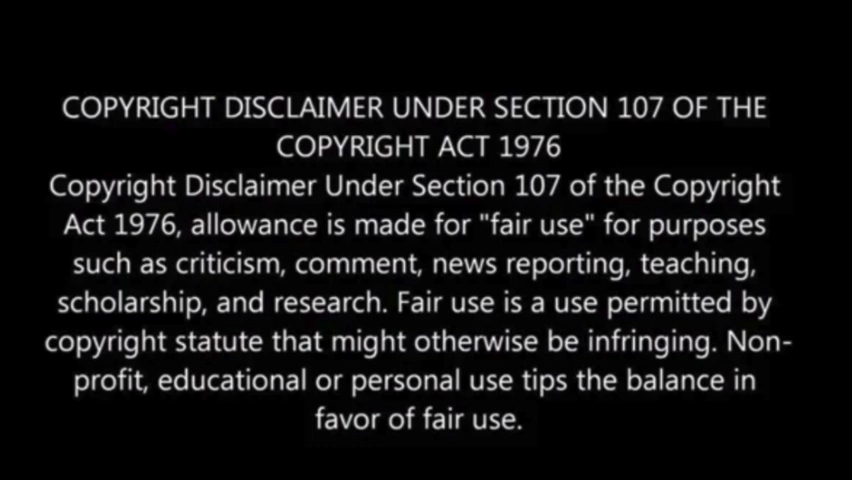 COPYRIGHT DISCLAIMER UNDER SECTION 107 OF THE
COPYRIGHT ACT 1976
Copyright Disclaimer Under Section 107 of the Copyright
Act 1976, allowance is made for "fair use" for purposes
such as criticism, comment, news reporting, teaching,
scholarship, and research. Fair use is a use permitted by
copyright statute that might otherwise be infringing. Non-
profit, educational or personal use tips the balance in
favor of fair use.